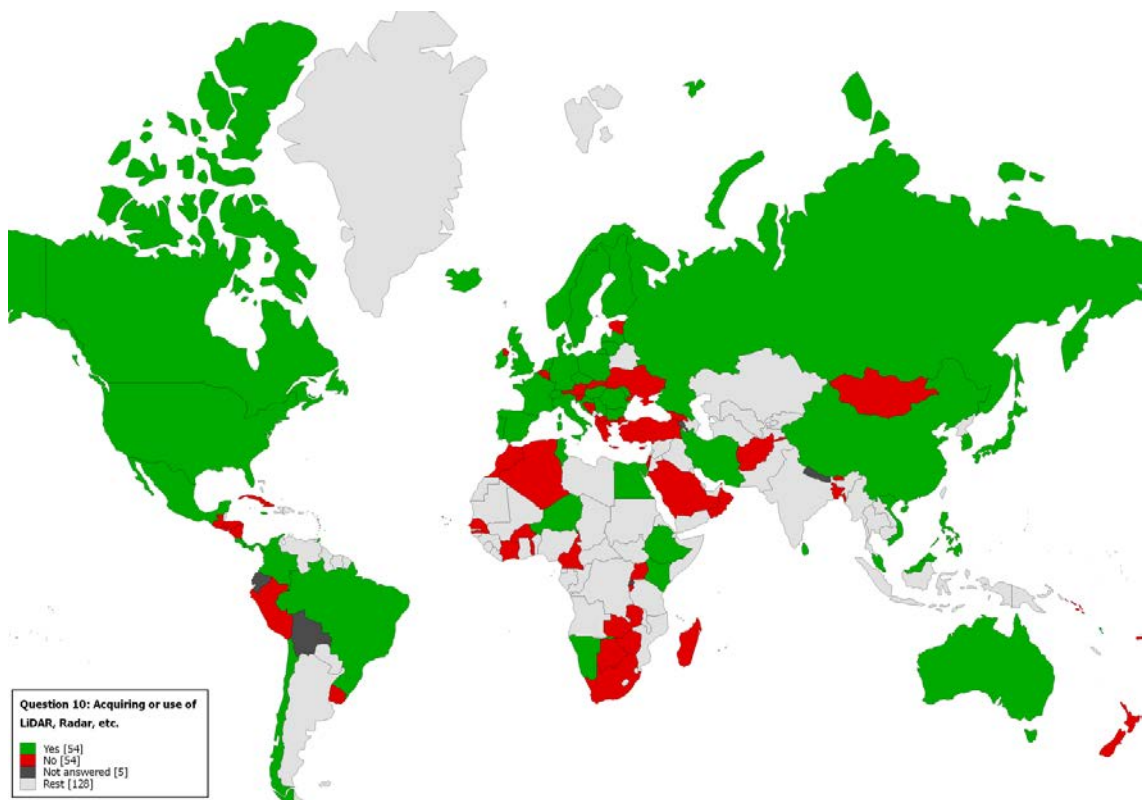 Question 10: Acquiring or use of
LiDAR, Radar, etc.
Yes [54]
No [54]
Not answered [5]
Rest [128]